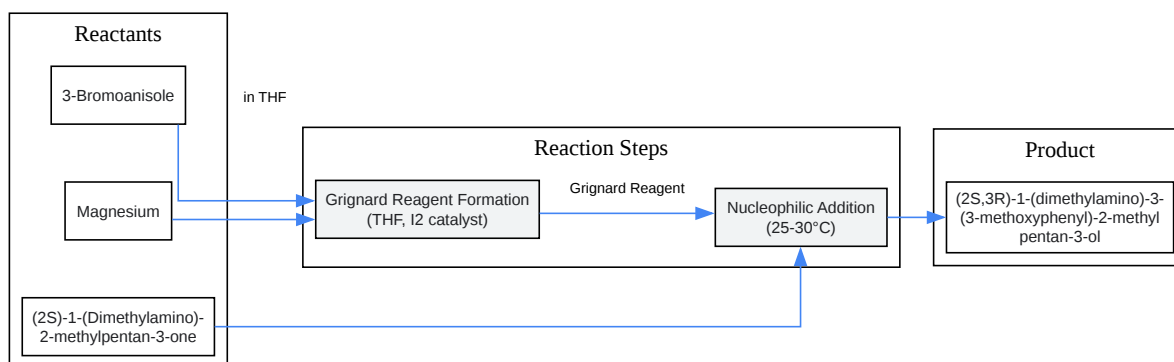 Reactants
3-Bromoanisole
in THF
Magnesium
(2S)-1-(Dimethylamino)-
2-methylpentan-3-one
Reaction Steps
Grignard Reagent Formation
(THF, I2 catalyst)
Grignard Reagent
Nucleophilic Addition
(25-30°C)
Product
(2S,3R)-1-(dimethylamino)-3-
(3-methoxyphenyl)-2-methyl
pentan-3-ol